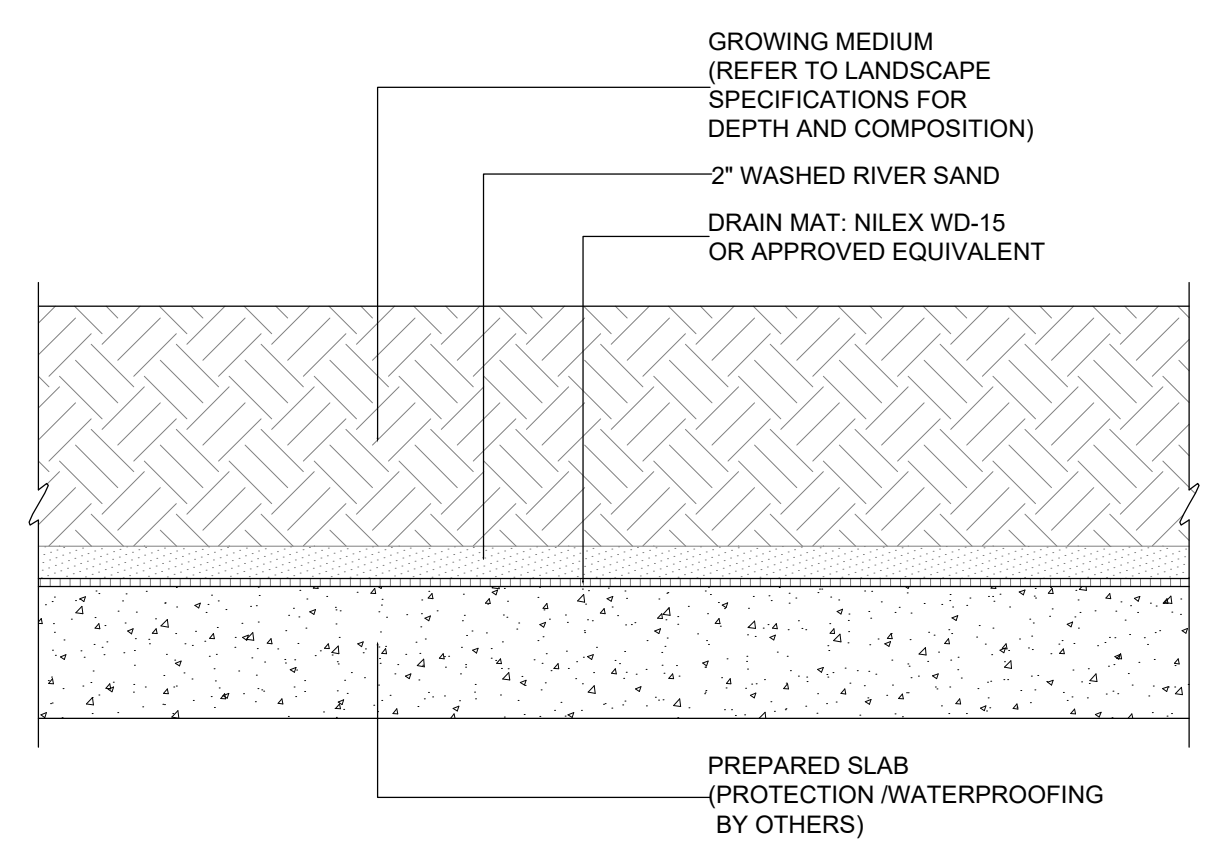 GROWING MEDIUM
(REFER TO LANDSCAPE
SPECIFICATIONS FOR
DEPTH AND COMPOSITION)
2" WASHED RIVER SAND
DRAIN MAT: NILEX WD-15
OR APPROVED EQUIVALENT
PREPARED SLAB
(PROTECTION /WATERPROOFING
BY OTHERS)